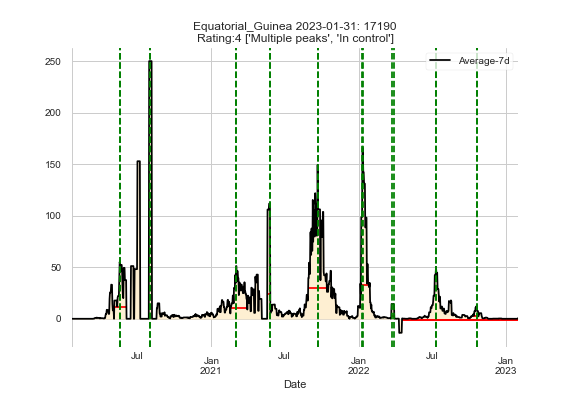 Equatorial_Guinea 2023-01-31: 17190
Rating:4 ['Multiple peaks', 'In control']
Average-7d
250
200
150
100
50
0
Jul Jan Jul Jan Jul Jan
2021 2022 2023
Date